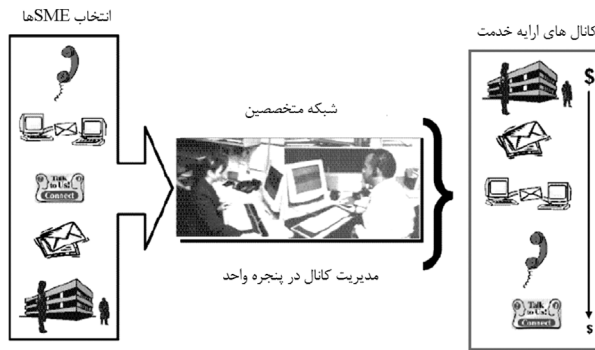 انتخاب SMEها
کانال های ارایه خدمت
شبکه متخصصین
مدیریت کانال در پنجره واحد
$
$
Talk
to Us!
Connect
Talk
to Us!
Connect